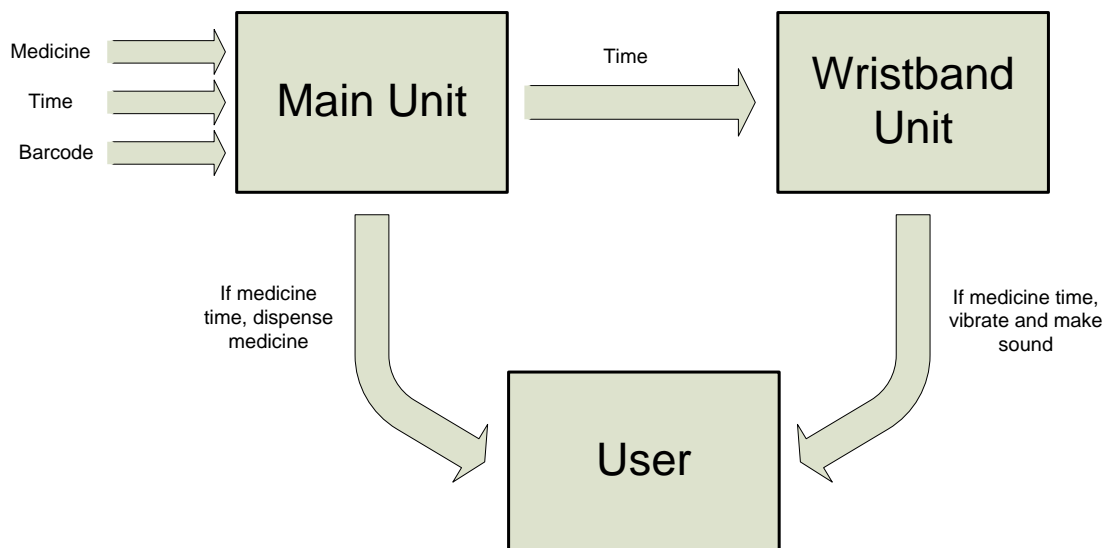 Medicine
Time
Barcode
Main Unit
Time
Wristband
Unit
If medicine
time, dispense
medicine
If medicine time,
vibrate and make
sound
User